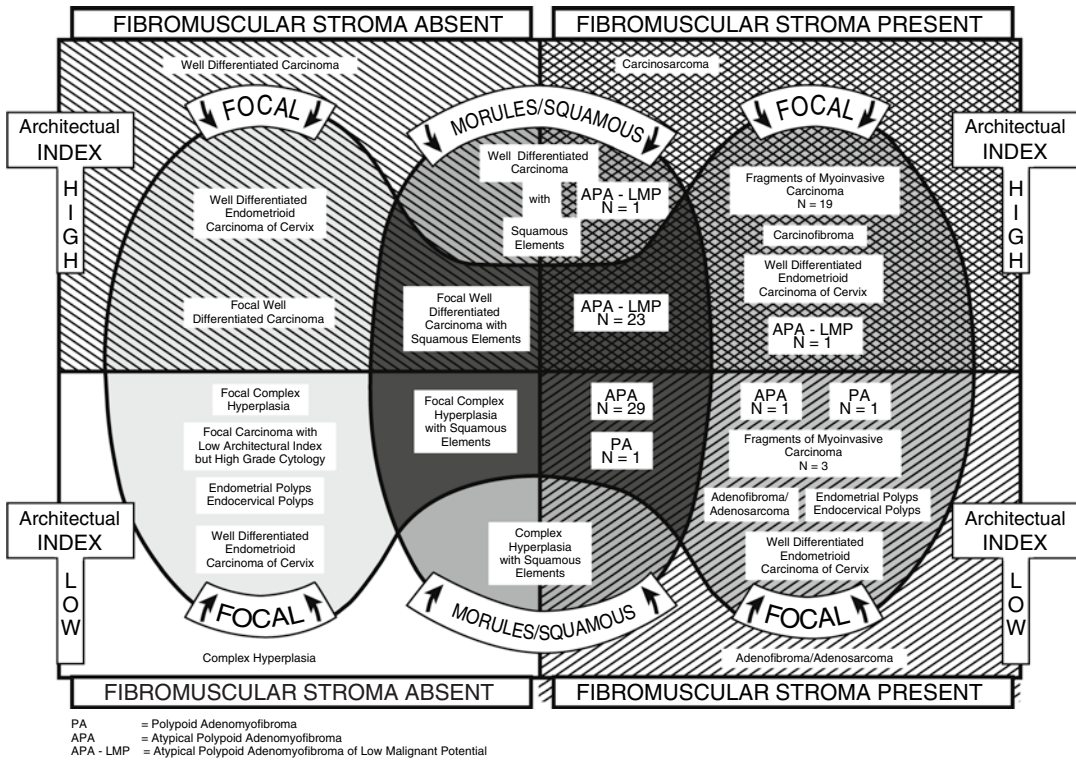 FIBROMUSCULAR STROMA ABSENT
FIBROMUSCULAR STROMA PRESENT
Well Differentiated Carcinoma
Carcinosarcoma
FOCAL
MORULES/SQUAMOUS
FOCAL
Architectual
INDEX
HIGH
Architectual
INDEX
HIGH
Well Differentiated
Endometrioid
Carcinoma of Cervix
Focal Well
Differentiated Carcinoma
Well Differentiated
Carcinoma
with
Squamous
Elements
APA - LMP
N = 1
Focal Well
Differentiated
Carcinoma with
Squamous Elements
APA - LMP
N = 23
Fragments of Myoinvasive
Carcinoma
N = 19
Carcinofibroma
Well Differentiated
Endometrioid
Carcinoma of Cervix
APA - LMP
N = 1
Focal Complex
Hyperplasia
Focal Carcinoma with
Low Architectural Index
but High Grade Cytology
Endometrial Polyps
Endocervical Polyps
Well Differentiated
Endometrioid
Carcinoma of Cervix
Focal Complex
Hyperplasia
with Squamous
Elements
APA
N = 29
PA
N = 1
Complex
Hyperplasia
with Squamous
Elements
APA
N = 1
PA
N = 1
Fragments of Myoinvasive
Carcinoma
N = 3
Adenofibroma/
Adenosarcoma
Endometrial Polyps
Endocervical Polyps
Well Differentiated
Endometrioid
Carcinoma of Cervix
Architectual
INDEX
LOW
Architectual
INDEX
LOW
FOCAL
MORULES/SQUAMOUS
FOCAL
Complex Hyperplasia
Adenofibroma/Adenosarcoma
FIBROMUSCULAR STROMA ABSENT
FIBROMUSCULAR STROMA PRESENT
PA = Polypoid Adenomyofibroma
APA = Atypical Polypoid Adenomyofibroma
APA - LMP = Atypical Polypoid Adenomyofibroma of Low Malignant Potential